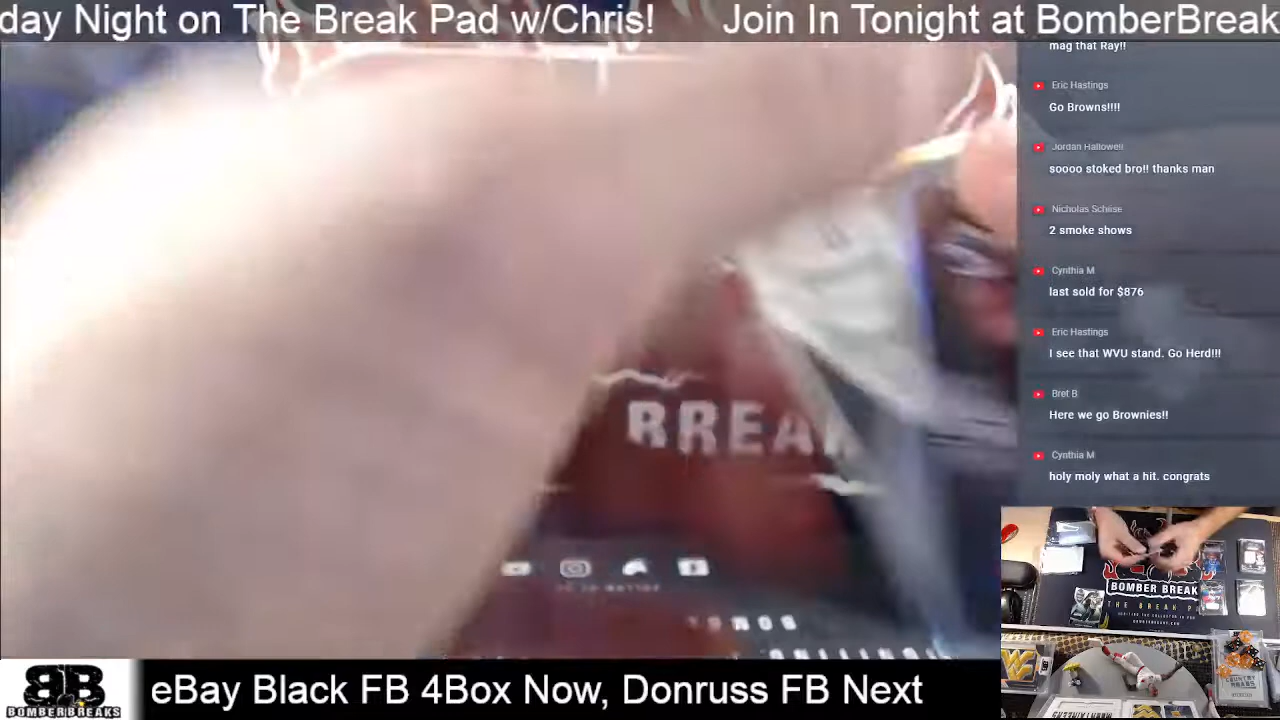 day Night on The Break Pad w/Chris! Join In Tonight at BomberBreak
mag that Ray!!
Eric Hastings
Go Browns!!!!
Jordan Hallowell
soooo stoked bro!! thanks man
Nicholas Schiise
2 smoke shows
Cynthia M
last sold for $876
Eric Hastings
I see that WVU stand. Go Herd!!!
Bret B
Here we go Brownies!!
Cynthia M
holy moly what a hit. congrats
BREAK
BOMBER BREAK
THE BREAK P
BB
BOMBERBREAKS
eBay Black FB 4Box Now, Donruss FB Next